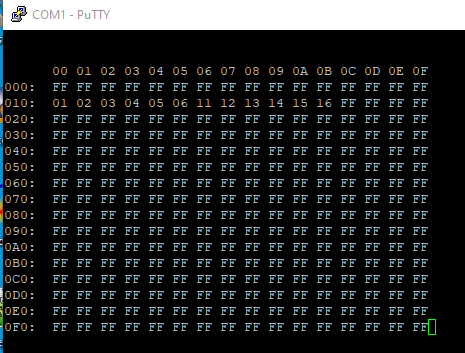 COM1 - PuTTY
00 01 02 03 04 05 06 07 08 09 0A 0B 0C 0D 0E 0F
000: FF FF FF FF FF FF FF FF FF FF FF FF FF FF FF FF
010: 01 02 03 04 05 06 11 12 13 14 15 16 FF FF FF FF
020: FF FF FF FF FF FF FF FF FF FF FF FF FF FF FF FF
030: FF FF FF FF FF FF FF FF FF FF FF FF FF FF FF FF
040: FF FF FF FF FF FF FF FF FF FF FF FF FF FF FF FF
050: FF FF FF FF FF FF FF FF FF FF FF FF FF FF FF FF
060: FF FF FF FF FF FF FF FF FF FF FF FF FF FF FF FF
070: FF FF FF FF FF FF FF FF FF FF FF FF FF FF FF FF
080: FF FF FF FF FF FF FF FF FF FF FF FF FF FF FF FF
090: FF FF FF FF FF FF FF FF FF FF FF FF FF FF FF FF
0A0: FF FF FF FF FF FF FF FF FF FF FF FF FF FF FF FF
0B0: FF FF FF FF FF FF FF FF FF FF FF FF FF FF FF FF
0C0: FF FF FF FF FF FF FF FF FF FF FF FF FF FF FF FF
0D0: FF FF FF FF FF FF FF FF FF FF FF FF FF FF FF FF
0E0: FF FF FF FF FF FF FF FF FF FF FF FF FF FF FF FF
0F0: FF FF FF FF FF FF FF FF FF FF FF FF FF FF FF FF